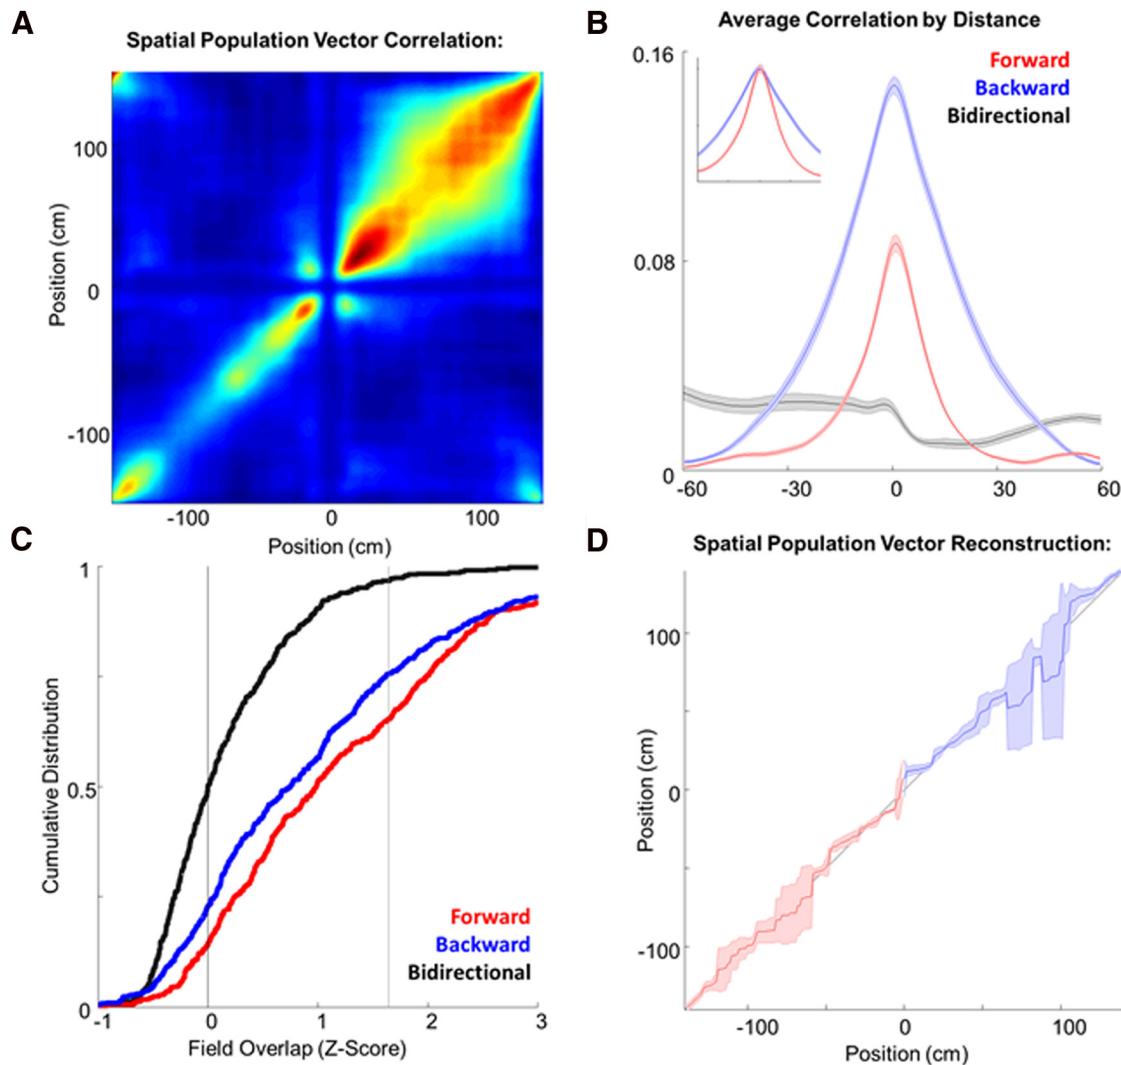 A
Spatial Population Vector Correlation:
Position (cm)
100
0
-100
-100 0 100
Position (cm)
B
Average Correlation by Distance
Forward
Backward
Bidirectional
0.16
0.08
0
-60 -30 0 30 60
C
Cumulative Distribution
1
0.5
0
Forward
Backward
Bidirectional
-1 0 1 2 3
Field Overlap (Z-Score)
D
Spatial Population Vector Reconstruction:
Position (cm)
100
0
-100
-100 0 100
Position (cm)